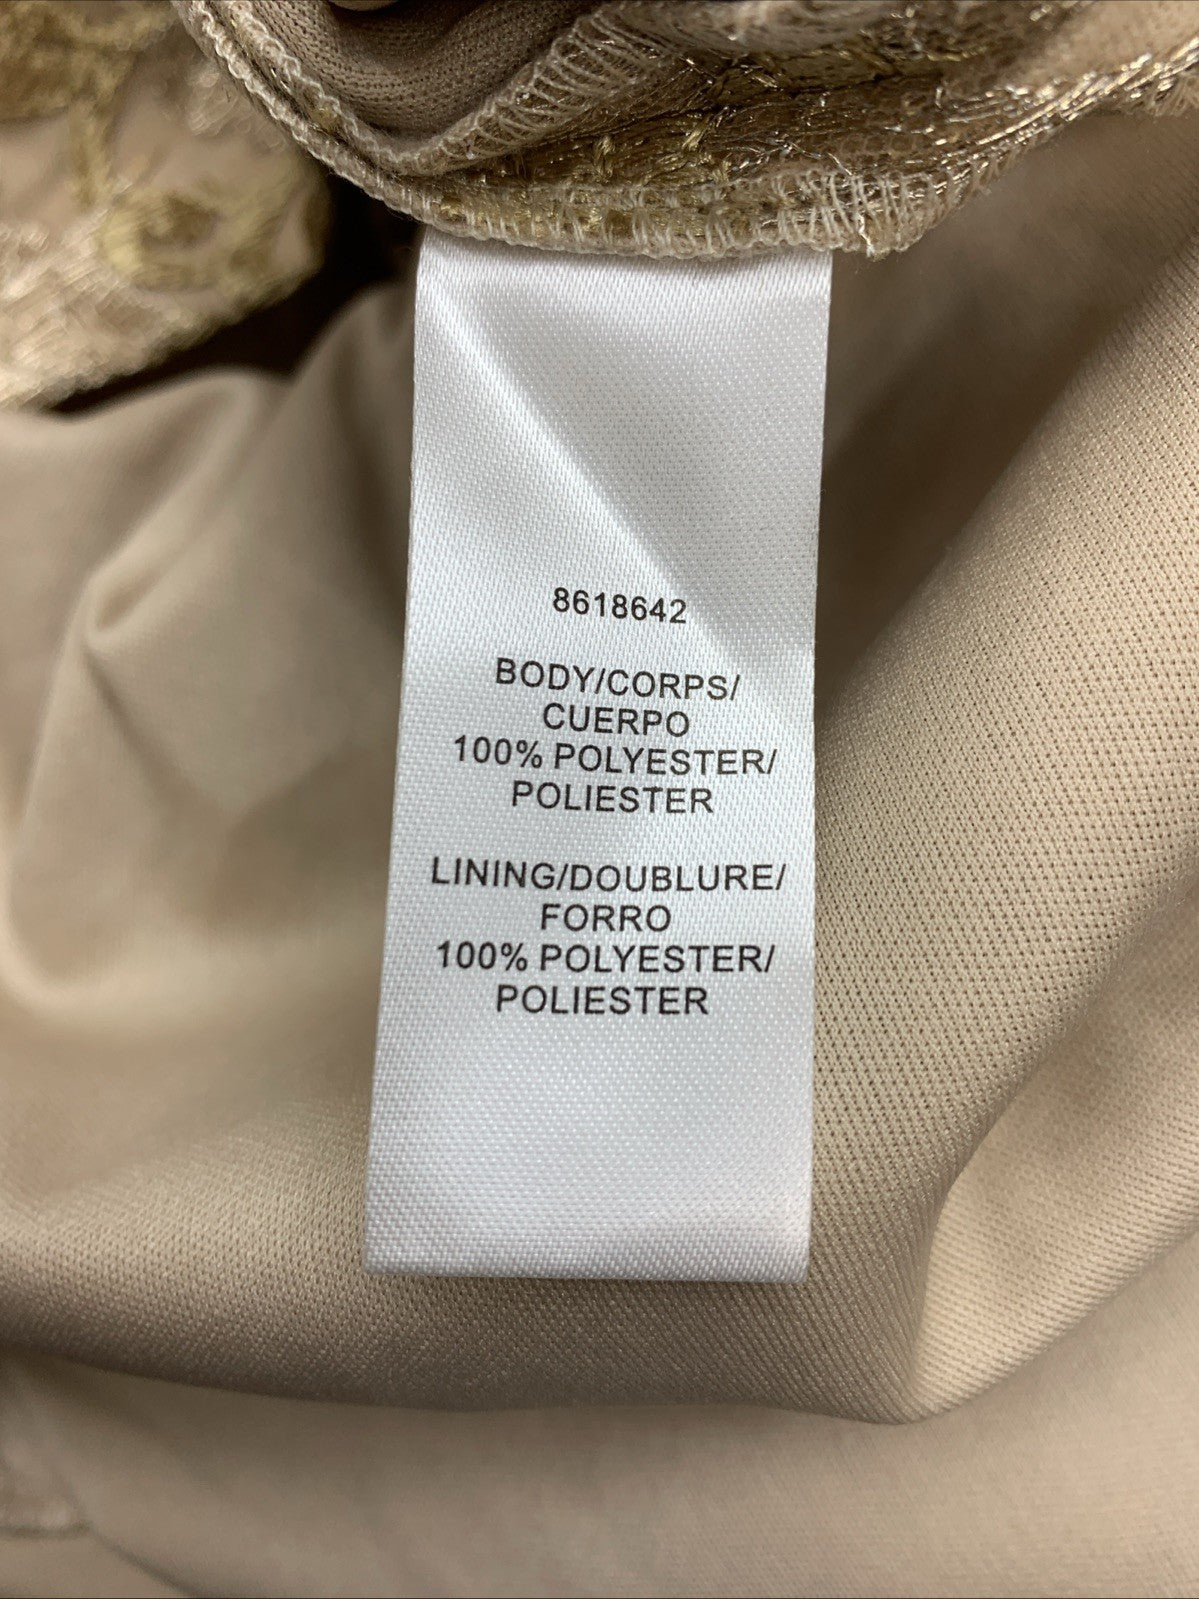 8618642
BODY/CORPS/
CUERPO
100% POLYESTER/
POLIESTER
LINING/DOUBLURE/
FORRO
100% POLYESTER/
POLIESTER